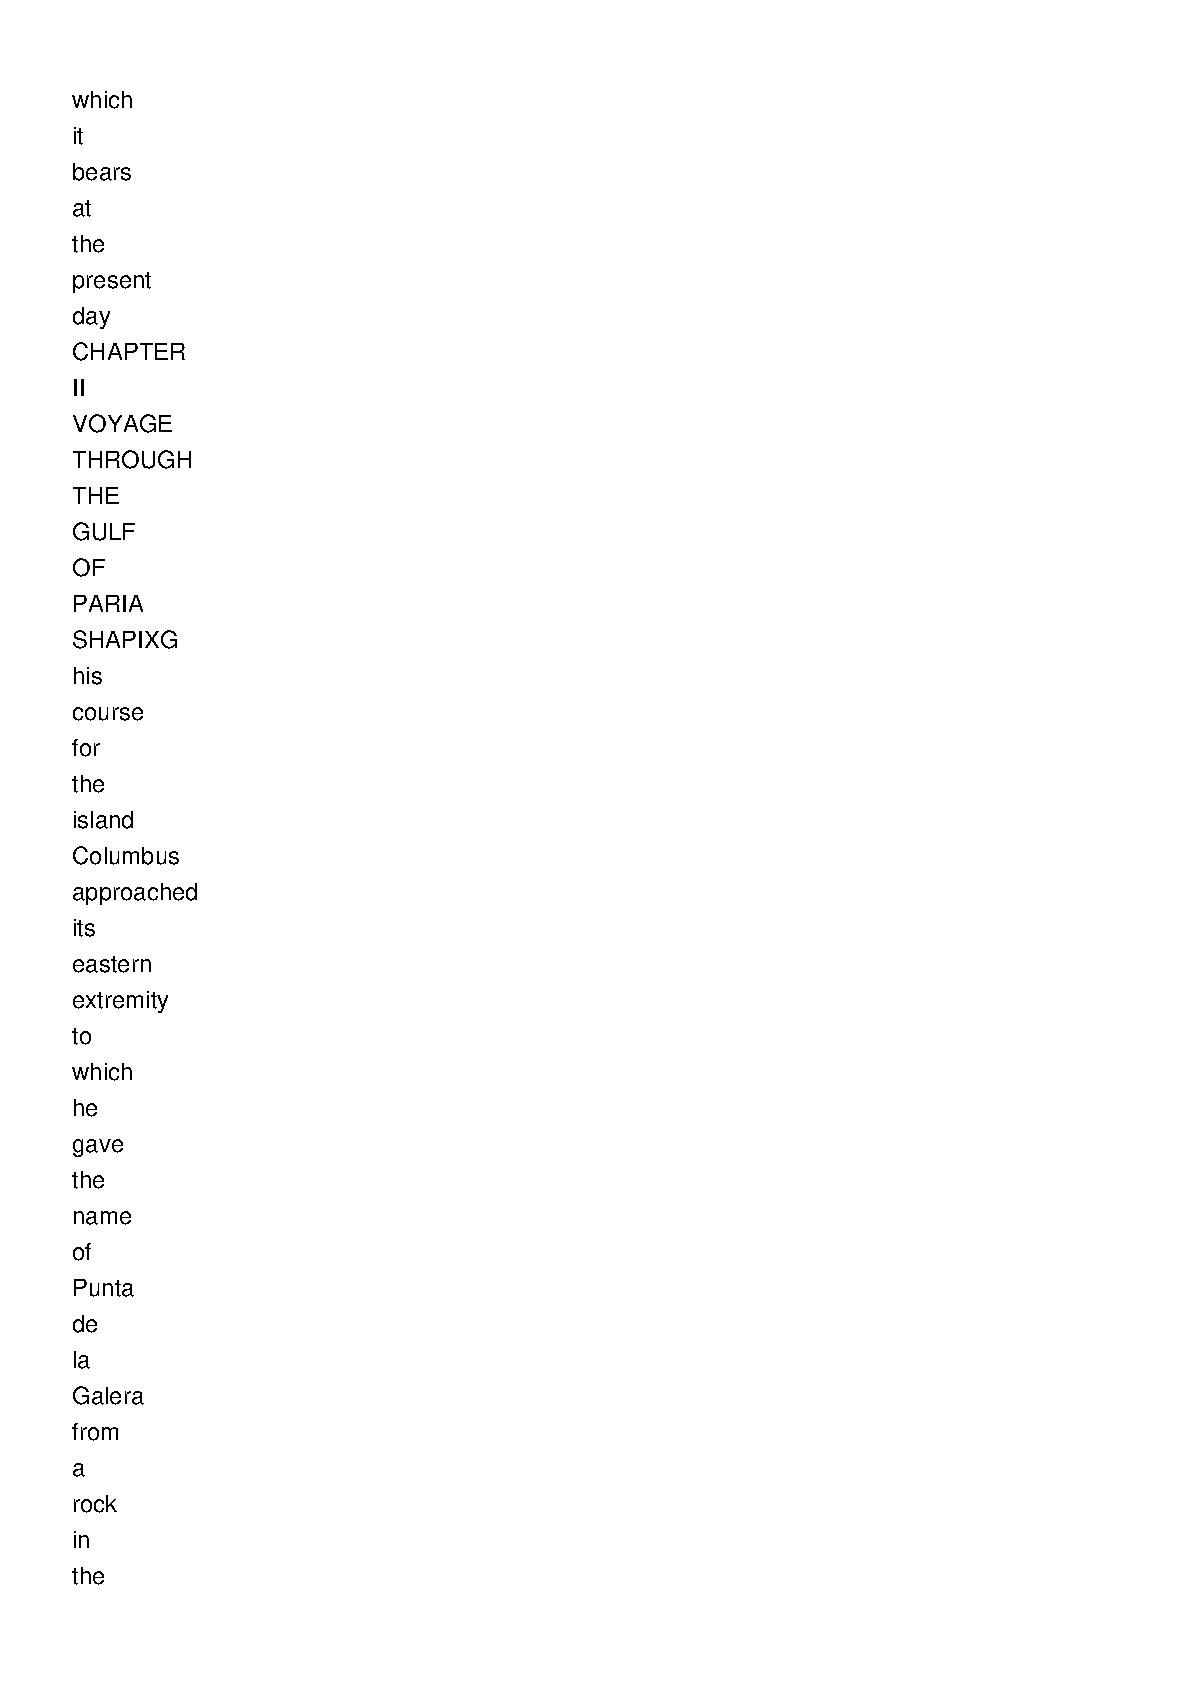 which
it
bears
at
the
present
day
CHAPTER
II
VOYAGE
THROUGH
THE
GULF
OF
PARIA
SHAPIXG
his
course
for
the
island
Columbus
approached
its
eastern
extremity
to
which
he
gave
the
name
of
Punta
de
la
Galera
from
a
rock
in
the